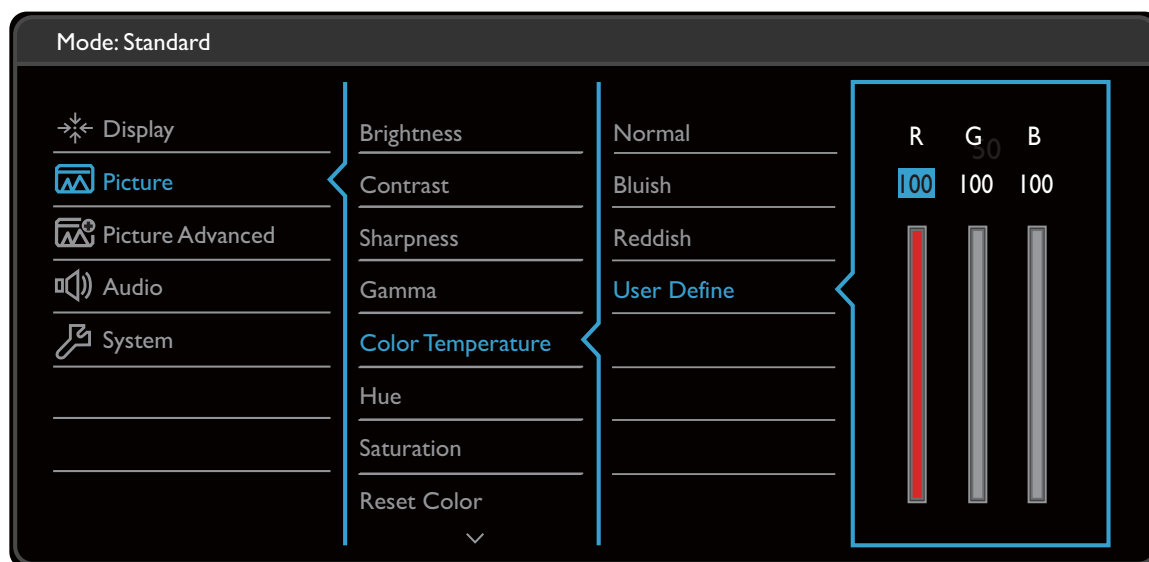 Mode: Standard
Display
Picture
Picture Advanced
Audio
System
Brightness
Contrast
Sharpness
Gamma
Color Temperature
Hue
Saturation
Reset Color
Normal
Bluish
Reddish
User Define
R G B
50
100 100 100